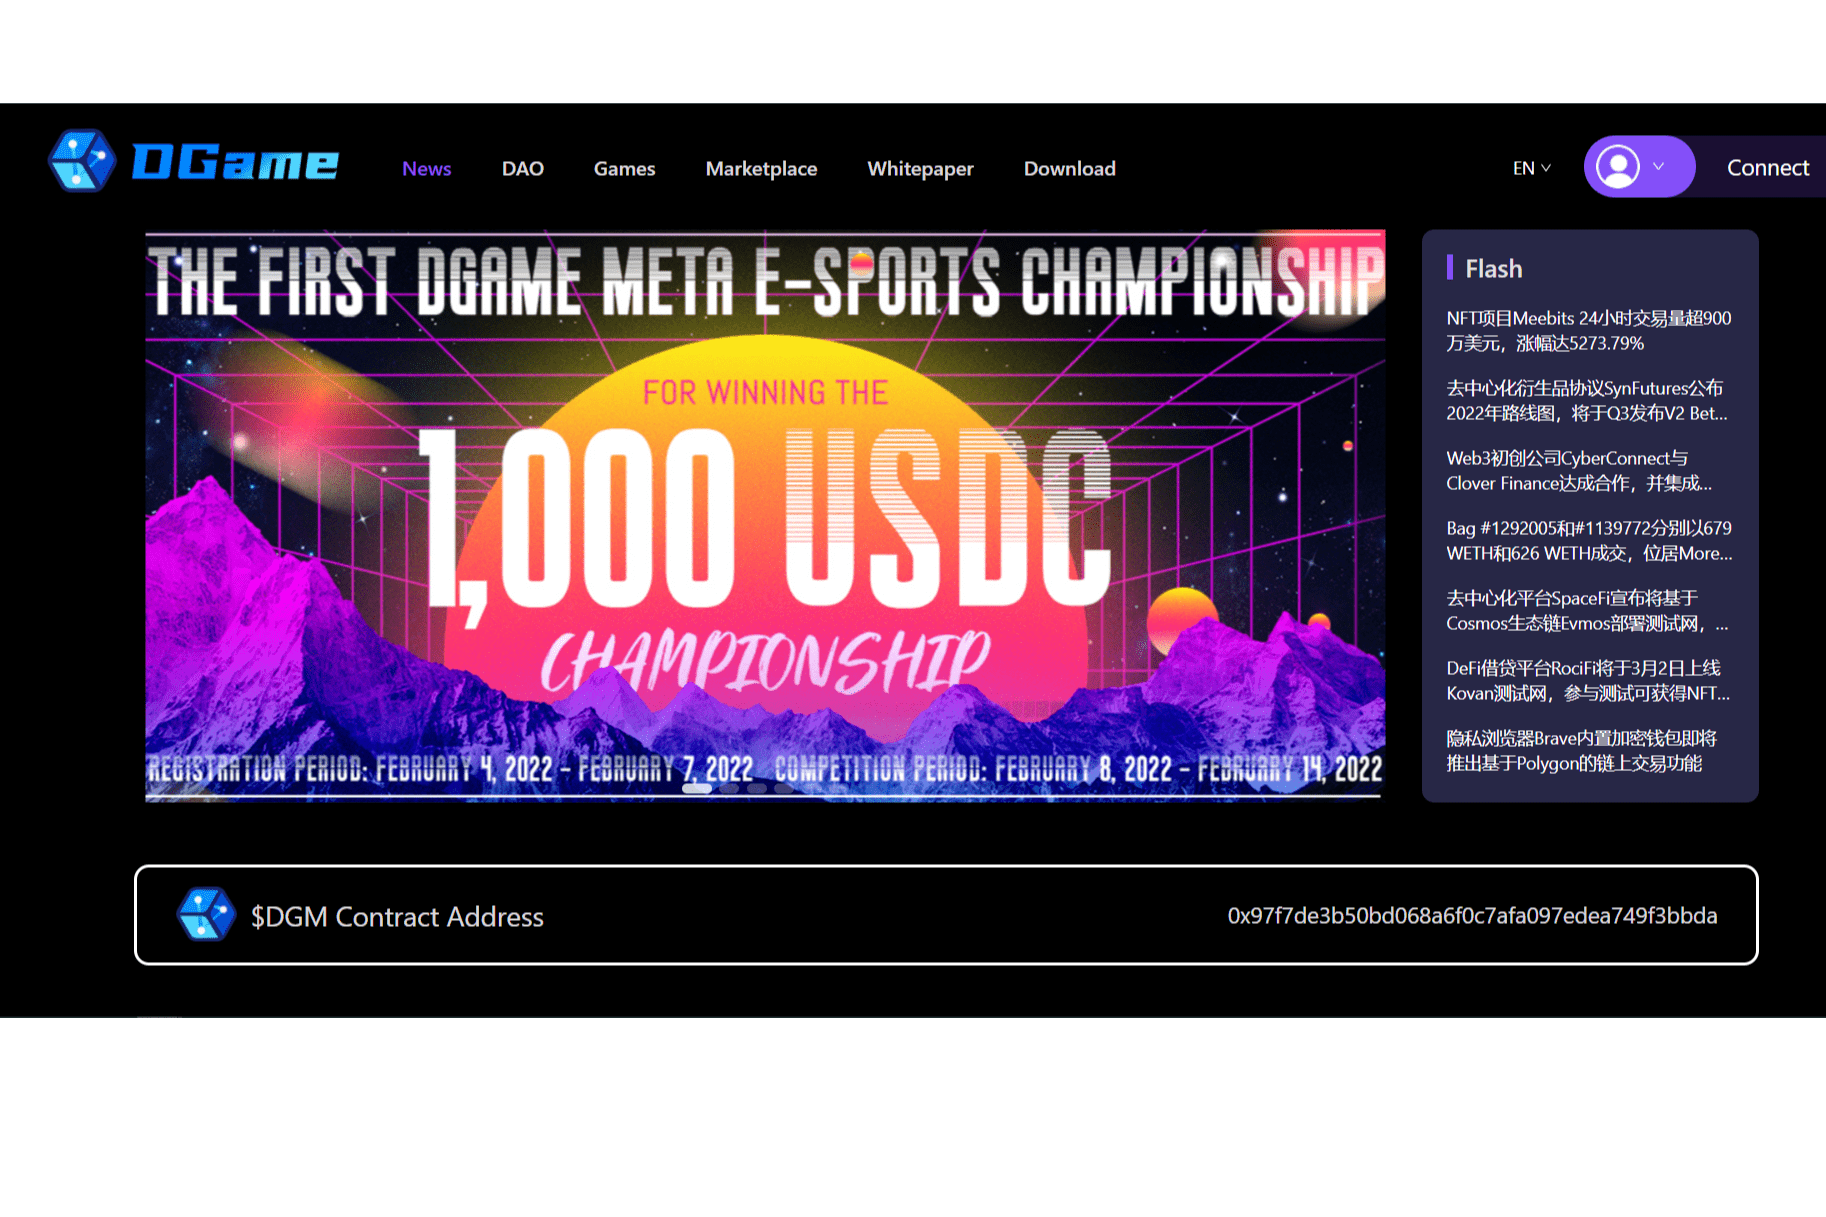 DGame
News DAO Games Marketplace Whitepaper Download
EN
Connect
THE FIRST DGAME META E-SPORTS CHAMPIONSHIP
FOR WINNING THE
1,000 USDC
CHAMPIONSHIP
REGISTRATION PERIOD: FEBRUARY 4, 2022 - FEBRUARY 7, 2022 COMPETITION PERIOD: FEBRUARY 8, 2022 - FEBRUARY 14, 2022
Flash
NFT项目Meebits 24小时交易量超900
万美元，涨幅达5273.79%
去中心化衍生品协议SynFutures公布
2022年路线图，将于Q3发布V2 Bet...
Web3初创公司CyberConnect与
Clover Finance达成合作，并集成...
Bag #1292005和#1139772分别以679
WETH和626 WETH成交，位居More...
去中心化平台SpaceFi宣布将基于
Cosmos生态链Evmos部署测试网，...
DeFi借贷平台RociFi将于3月2日上线
Kovan测试网，参与测试可获得NFT...
隐私浏览器Brave内置加密钱包即将
推出基于Polygon的链上交易功能
$DGM Contract Address
0x97f7de3b50bd068a6f0c7afa097edea749f3bbda